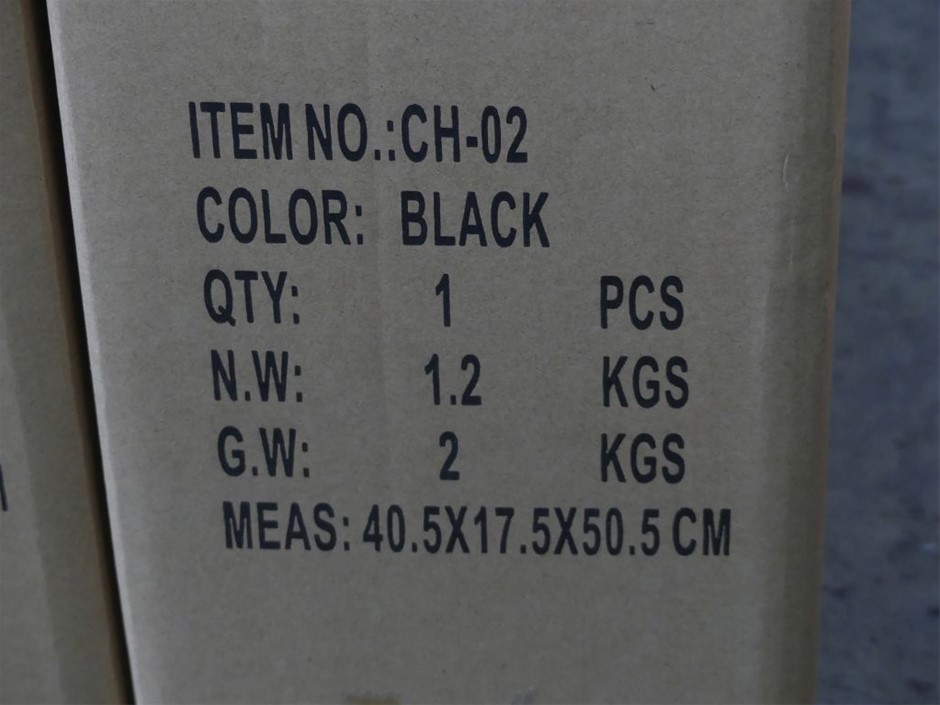 ITEM NO.:CH-02
COLOR: BLACK
QTY: 1 PCS
N.W: 1.2 KGS
G.W: 2 KGS
MEAS: 40.5X17.5X50.5 CM